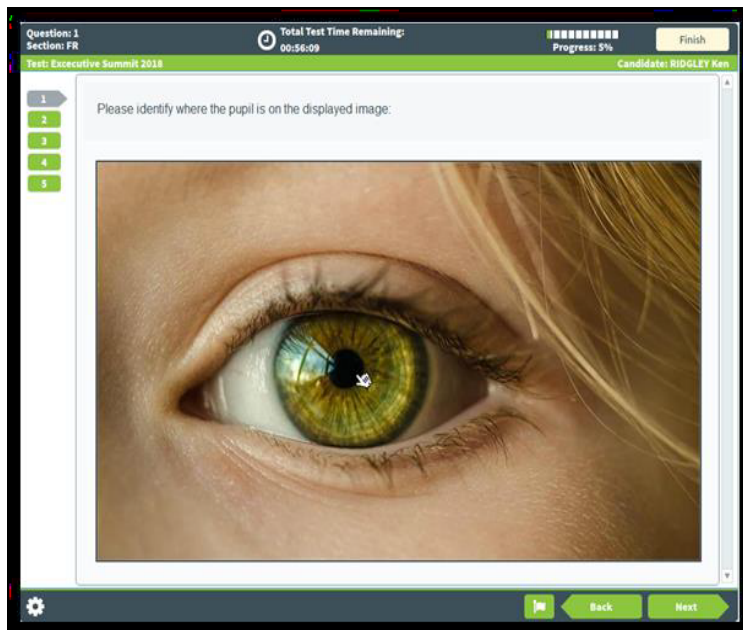 Question: 1
Section: FR
Total Test Time Remaining:
00:56:09
Progress: 5%
Finish
Test: Excecutive Summit 2018
Candidate: RIDGLEY Ken
1
2
3
4
5
Please identify where the pupil is on the displayed image:
Back
Next